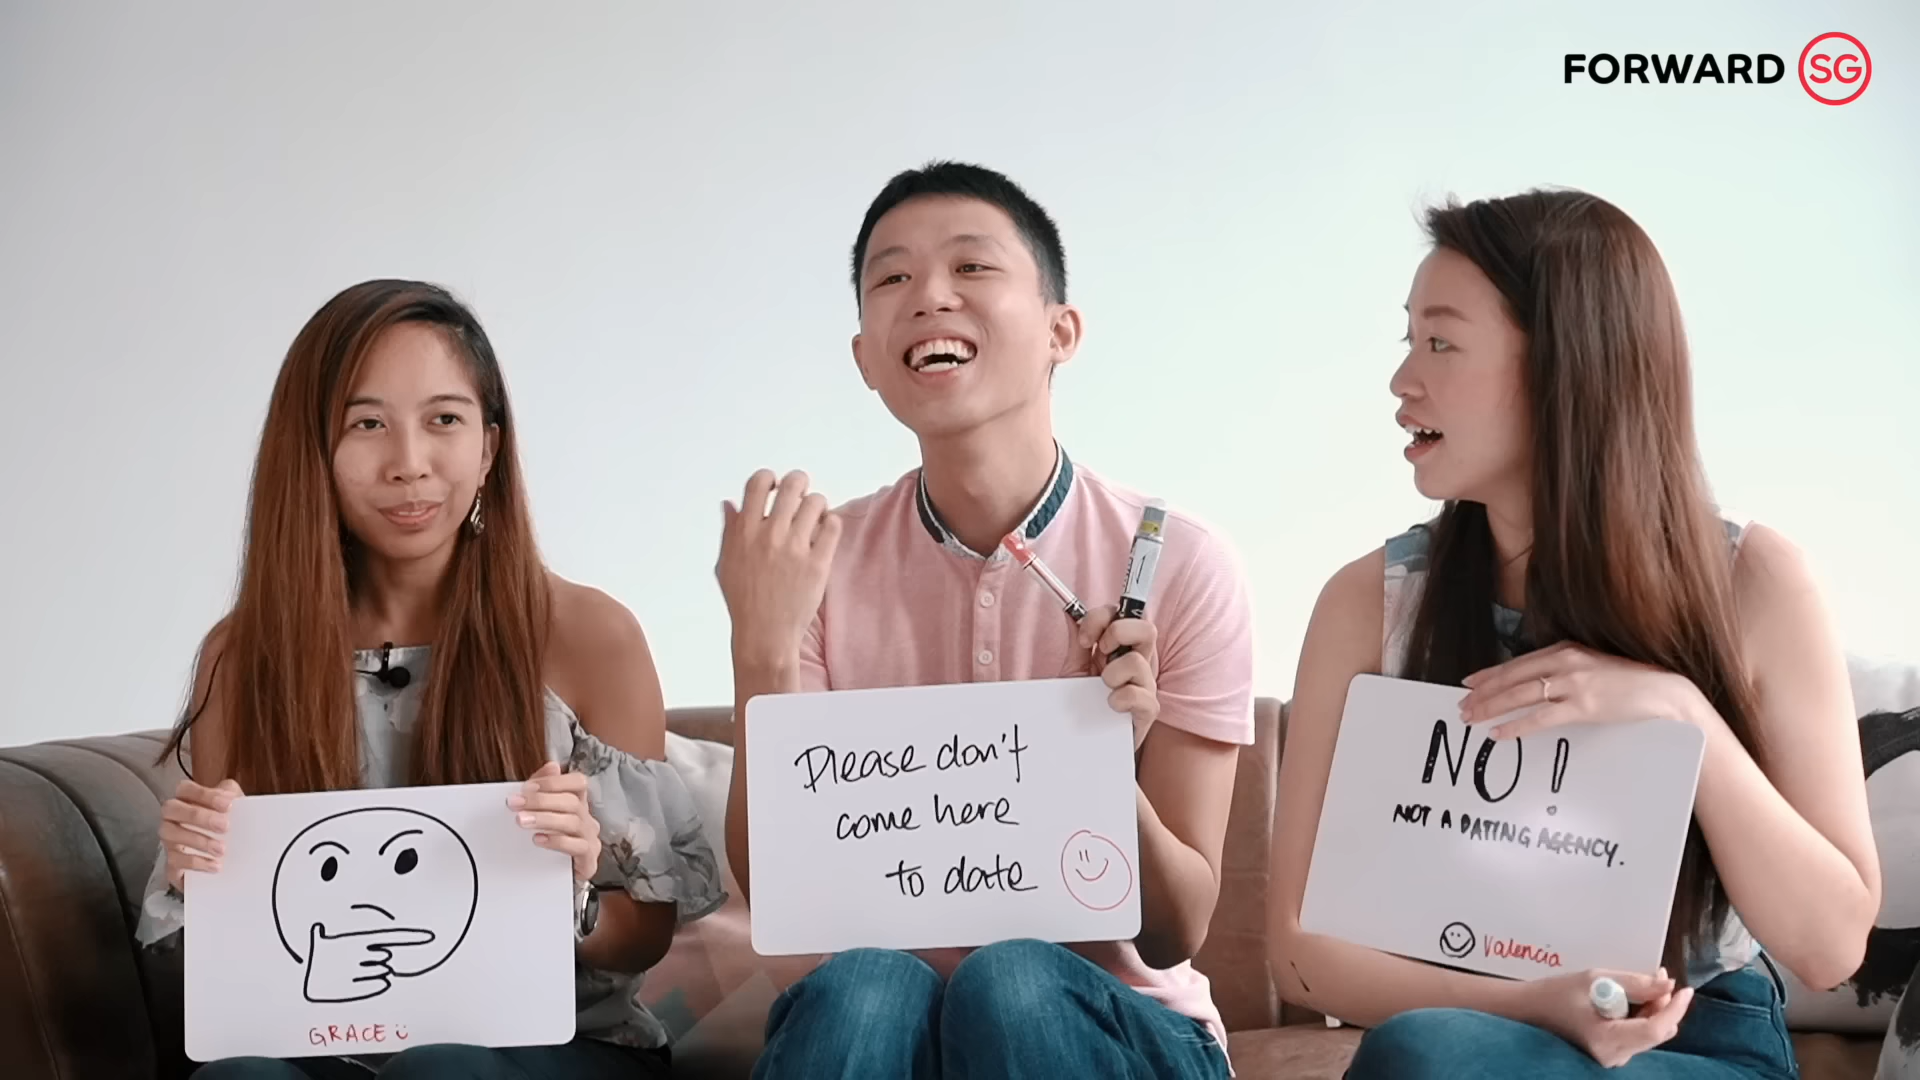 FORWARD SG
GRACE
Please don't
come here
to date
NO!
NOT A DATING AGENCY.
Valencia